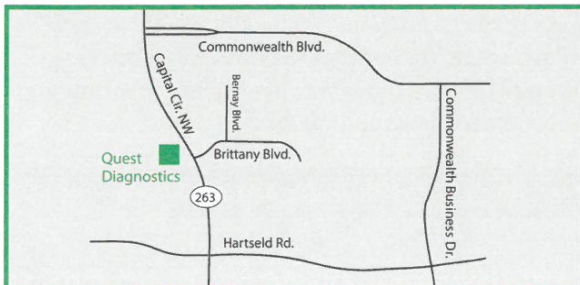 Commonwealth Blvd.
Capital Cir. NW
Bernay Blvd.
Commonwealth Business Dr.
Quest
Diagnostics
Brittany Blvd.
263
Hartseld Rd.